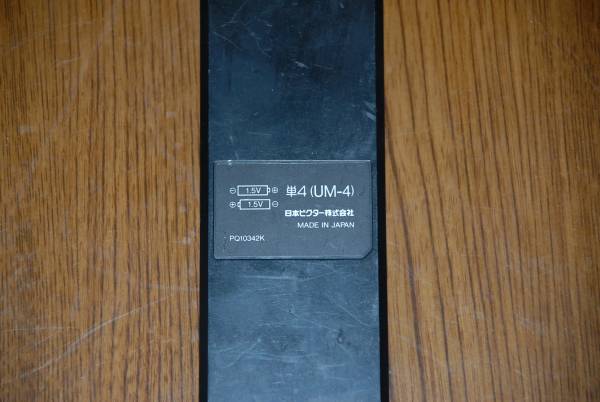 ⊖ 1.5V ⊕ 単4(UM-4)
⊕ 1.5V ⊖
日本ビクター株式会社
MADE IN JAPAN
PQ10342K